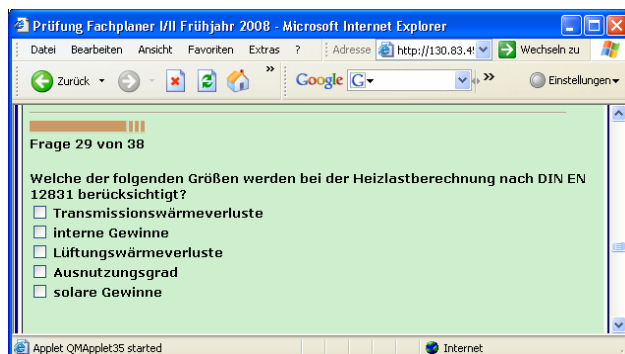 Prüfung Fachplaner I/II Frühjahr 2008 - Microsoft Internet Explorer
Datei Bearbeiten Ansicht Favoriten Extras ? Adresse http://130.83.4! Wechseln zu
Zurück » Google G » Einstellungen
Frage 29 von 38
Welche der folgenden Größen werden bei der Heizlastberechnung nach DIN EN
12831 berücksichtigt?
Transmissionswärmeverluste
interne Gewinne
Lüftungswärmeverluste
Ausnutzungsgrad
solare Gewinne
Applet QMApplet35 started Internet